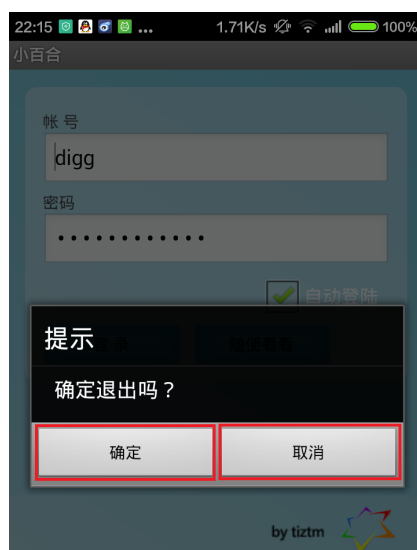 22:15 ... 1.71K/s 100%
小百合
帐 号
digg
密码
••••••••••••
自动登陆
提示
确定退出吗？
确定 取消
by tiztm